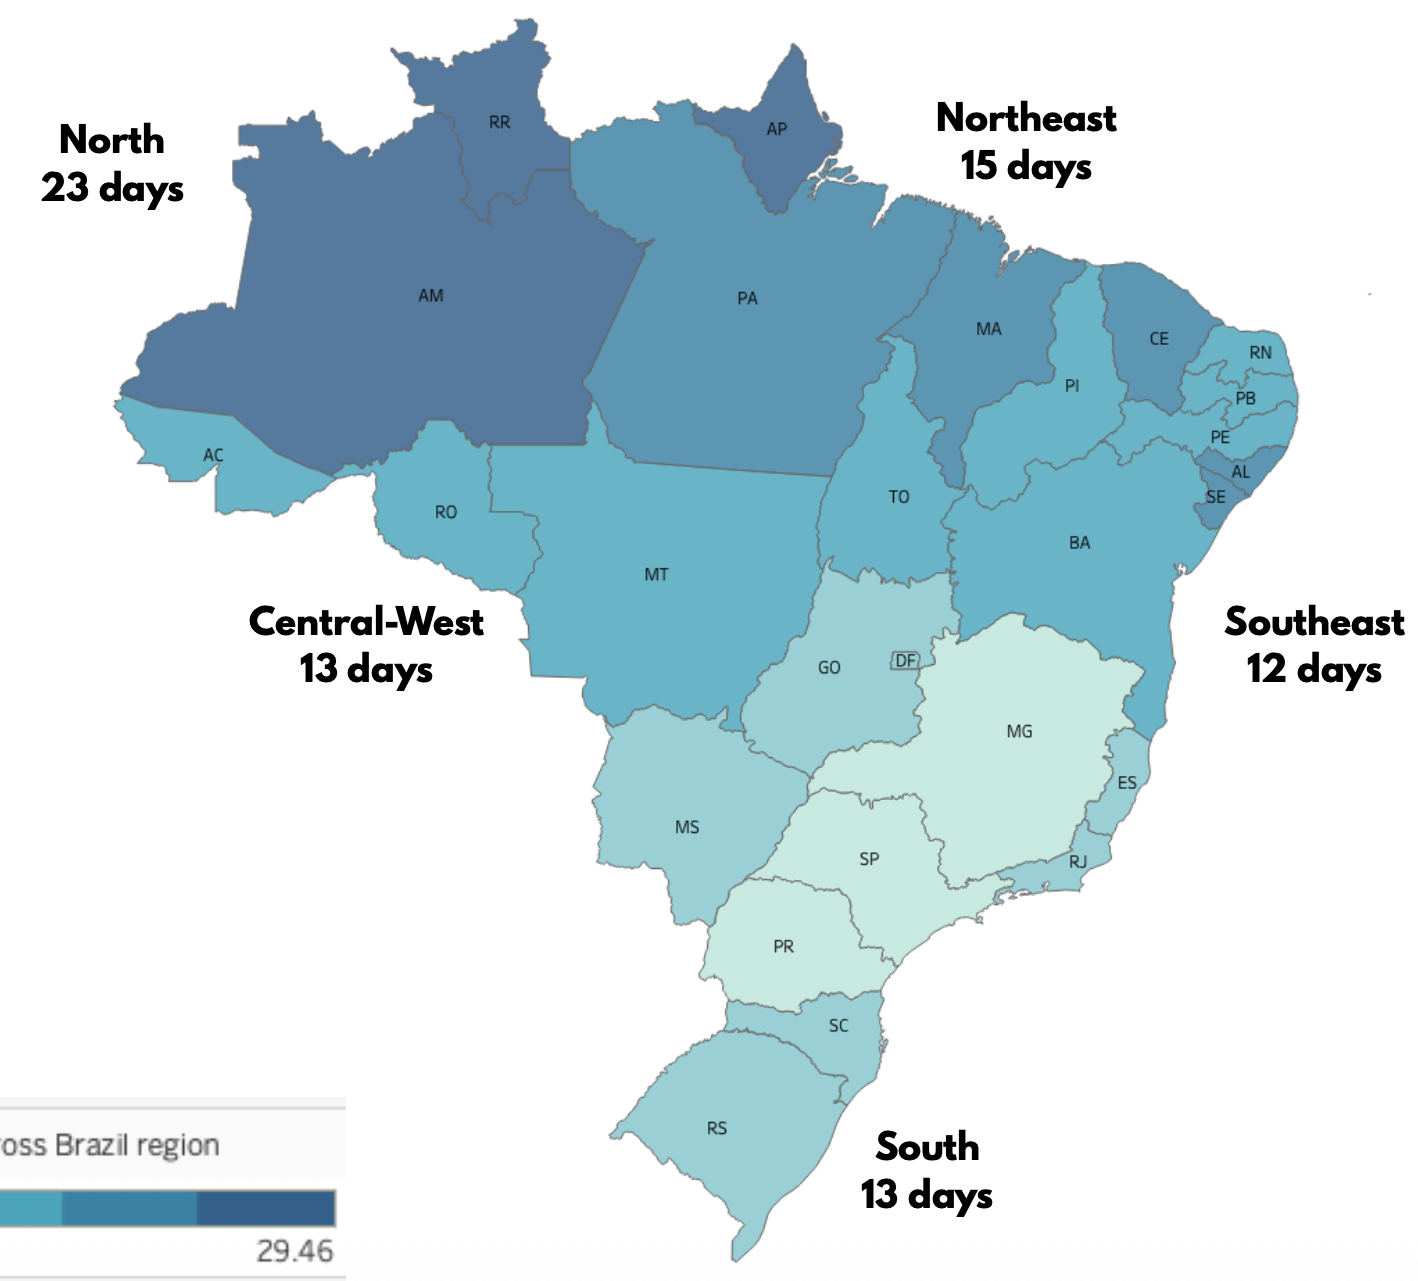 North
23 days
Northeast
15 days
RR
AP
AM
PA
MA
CE
RN
PI
PB
PE
AC
AL
TO
SE
RO
BA
MT
Central-West
13 days
Southeast
12 days
GO
DF
MG
ES
MS
SP
RJ
PR
SC
RS
South
13 days
oss Brazil region
29.46